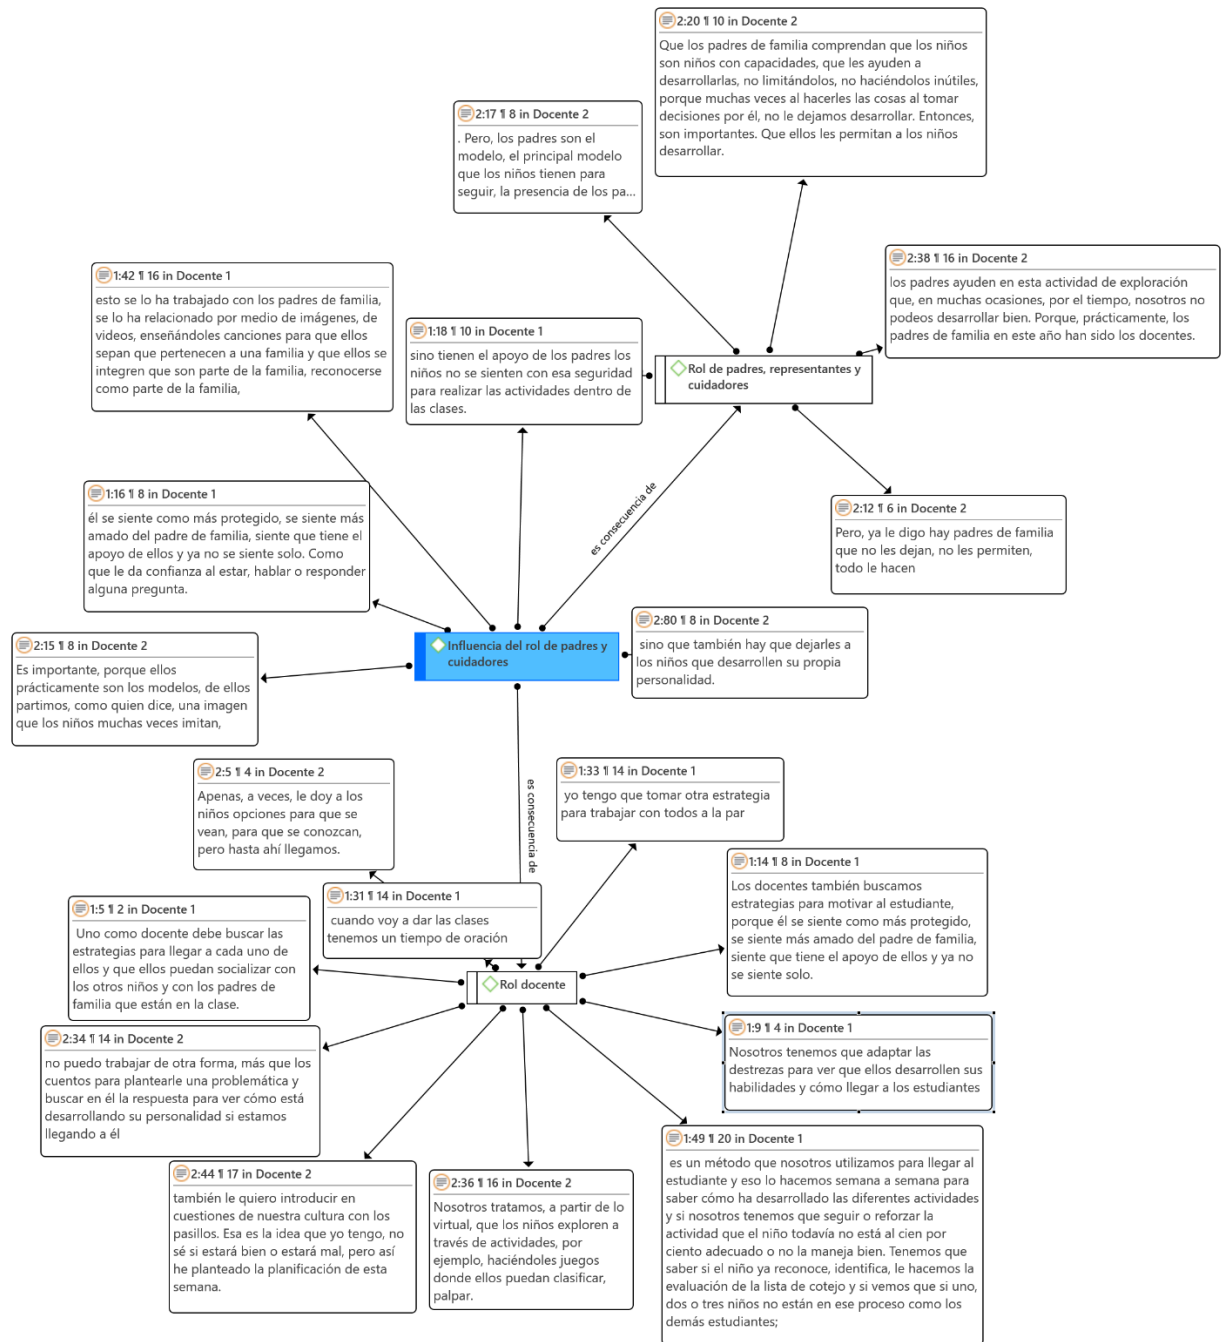 2:20 ¶ 10 in Docente 2
Que los padres de familia comprendan que los niños
son niños con capacidades, que les ayuden a
desarrollarlas, no limitándolos, no haciéndolos inútiles,
porque muchas veces al hacerles las cosas al tomar
decisiones por él, no le dejamos desarrollar. Entonces,
son importantes. Que ellos les permitan a los niños
desarrollar.
2:17 ¶ 8 in Docente 2
. Pero, los padres son el
modelo, el principal modelo
que los niños tienen para
seguir, la presencia de los pa...
2:38 ¶ 16 in Docente 2
los padres ayuden en esta actividad de exploración
que, en muchas ocasiones, por el tiempo, nosotros no
podeos desarrollar bien. Porque, prácticamente, los
padres de familia en este año han sido los docentes.
1:42 ¶ 16 in Docente 1
esto se lo ha trabajado con los padres de familia,
se lo ha relacionado por medio de imágenes, de
videos, enseñándoles canciones para que ellos
sepan que pertenecen a una familia y que ellos se
integren que son parte de la familia, reconocerse
como parte de la familia,
1:18 ¶ 10 in Docente 1
sino tienen el apoyo de los padres los
niños no se sienten con esa seguridad
para realizar las actividades dentro de
las clases.
Rol de padres, representantes y
cuidadores
es consecuencia de
1:16 ¶ 8 in Docente 1
él se siente como más protegido, se siente más
amado del padre de familia, siente que tiene el
apoyo de ellos y ya no se siente solo. Como
que le da confianza al estar, hablar o responder
alguna pregunta.
2:12 ¶ 6 in Docente 2
Pero, ya le digo hay padres de familia
que no les dejan, no les permiten,
todo le hacen
2:80 ¶ 8 in Docente 2
sino que también hay que dejarles a
los niños que desarrollen su propia
personalidad.
Influencia del rol de padres y
cuidadores
2:15 ¶ 8 in Docente 2
Es importante, porque ellos
prácticamente son los modelos, de ellos
partimos, como quien dice, una imagen
que los niños muchas veces imitan,
es consecuencia de
2:5 ¶ 4 in Docente 2
Apenas, a veces, le doy a los
niños opciones para que se
vean, para que se conozcan,
pero hasta ahí llegamos.
1:33 ¶ 14 in Docente 1
yo tengo que tomar otra estrategia
para trabajar con todos a la par
1:14 ¶ 8 in Docente 1
Los docentes también buscamos
estrategias para motivar al estudiante,
porque él se siente como más protegido,
se siente más amado del padre de familia,
siente que tiene el apoyo de ellos y ya no
se siente solo.
1:31 ¶ 14 in Docente 1
cuando voy a dar las clases
tenemos un tiempo de oración
1:5 ¶ 2 in Docente 1
Uno como docente debe buscar las
estrategias para llegar a cada uno de
ellos y que ellos puedan socializar con
los otros niños y con los padres de
familia que están en la clase.
Rol docente
1:9 ¶ 4 in Docente 1
Nosotros tenemos que adaptar las
destrezas para ver que ellos desarrollen sus
habilidades y cómo llegar a los estudiantes
2:34 ¶ 14 in Docente 2
no puedo trabajar de otra forma, más que los
cuentos para plantearle una problemática y
buscar en él la respuesta para ver cómo está
desarrollando su personalidad si estamos
llegando a él
2:44 ¶ 17 in Docente 2
también le quiero introducir en
cuestiones de nuestra cultura con los
pasillos. Esa es la idea que yo tengo, no
sé si estará bien o estará mal, pero así
he planteado la planificación de esta
semana.
2:36 ¶ 16 in Docente 2
Nosotros tratamos, a partir de lo
virtual, que los niños exploren a
través de actividades, por
ejemplo, haciéndoles juegos
donde ellos puedan clasificar,
palpar.
1:49 ¶ 20 in Docente 1
es un método que nosotros utilizamos para llegar al
estudiante y eso lo hacemos semana a semana para
saber cómo ha desarrollado las diferentes actividades
y si nosotros tenemos que seguir o reforzar la
actividad que el niño todavía no está al cien por
ciento adecuado o no la maneja bien. Tenemos que
saber si el niño ya reconoce, identifica, le hacemos la
evaluación de la lista de cotejo y si vemos que si uno,
dos o tres niños no están en ese proceso como los
demás estudiantes;